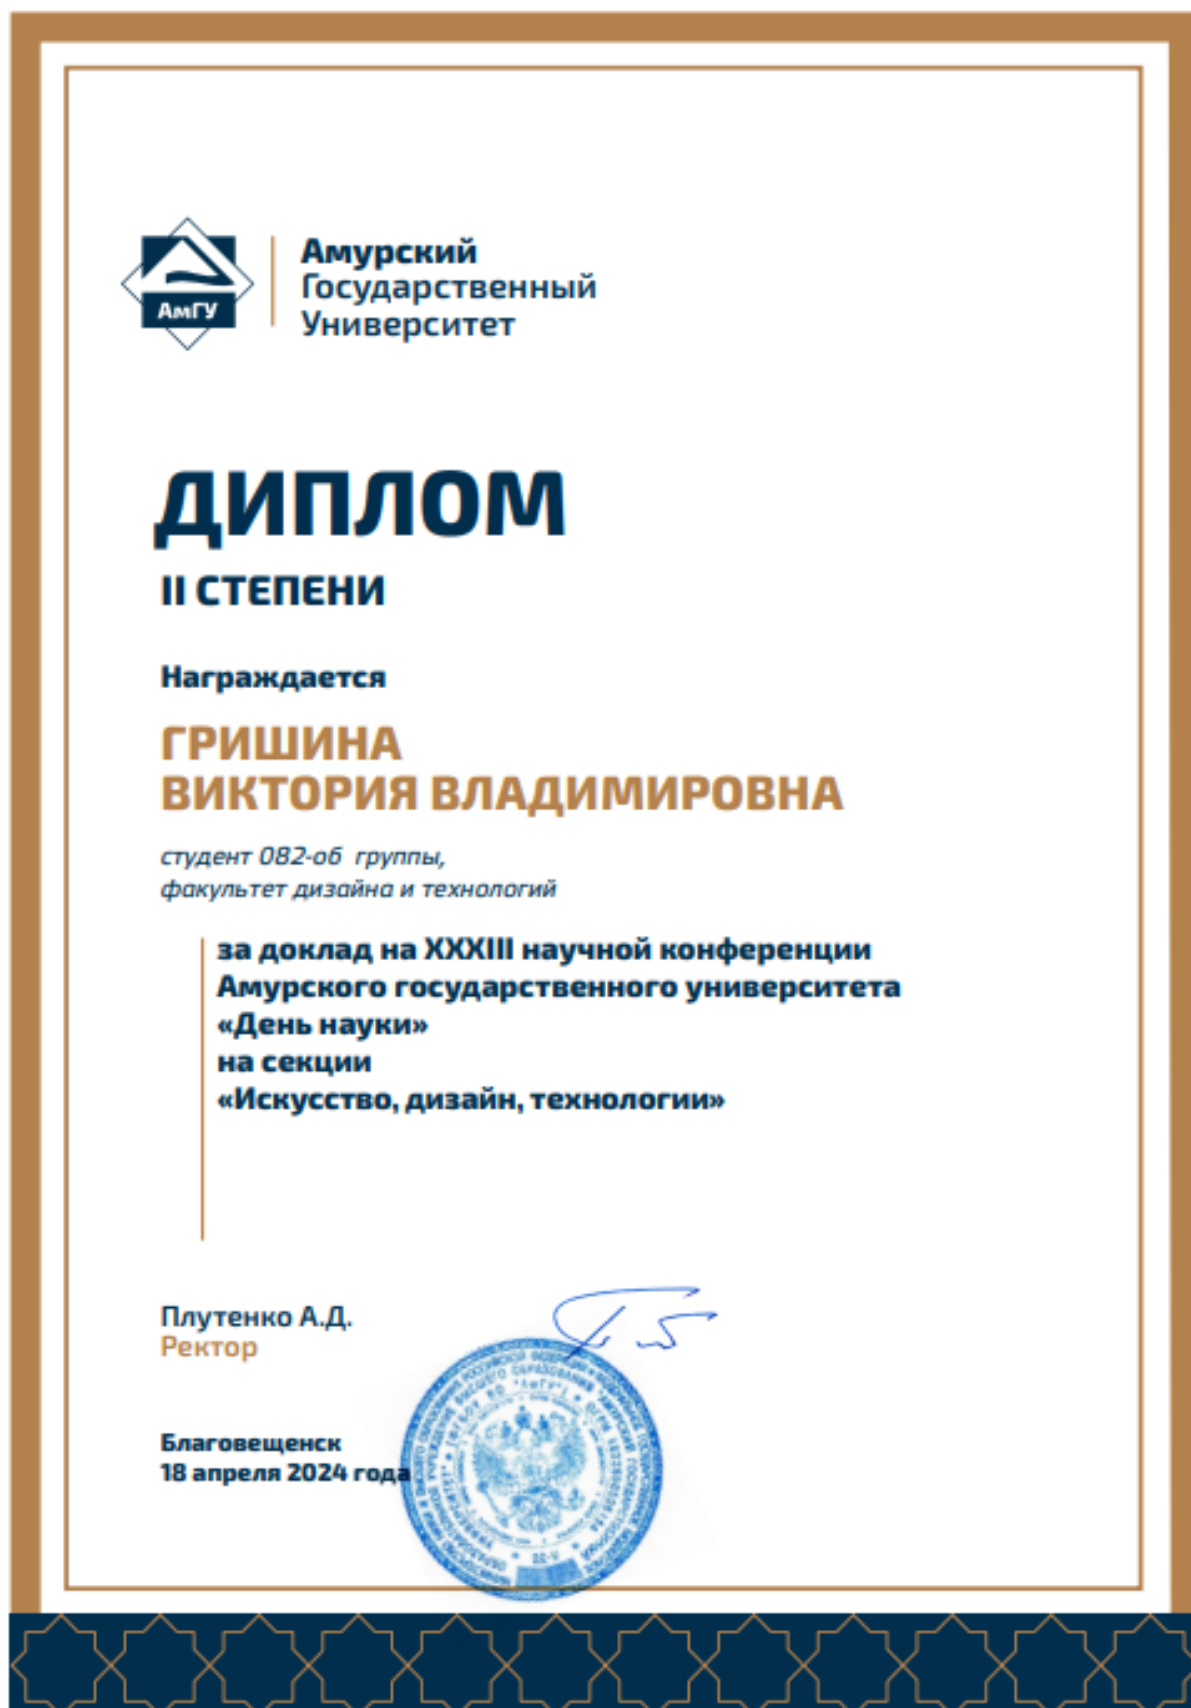 АмГУ
Амурский
Государственный
Университет
ДИПЛОМ
II СТЕПЕНИ
Награждается
ГРИШИНА
ВИКТОРИЯ ВЛАДИМИРОВНА
студент 082-об группы,
факультет дизайна и технологий
за доклад на XXXIII научной конференции
Амурского государственного университета
«День науки»
на секции
«Искусство, дизайн, технологии»
Плутенко А.Д.
Ректор
Благовещенск
18 апреля 2024 года